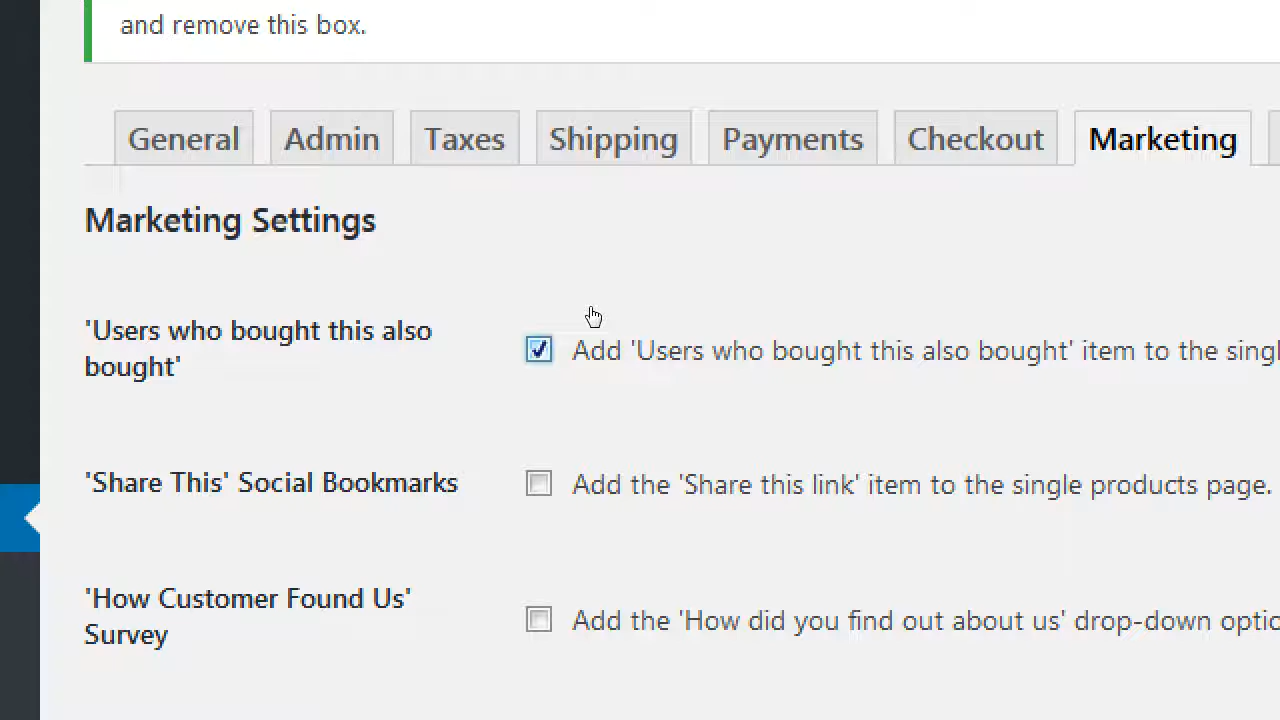 and remove this box.
General Admin Taxes Shipping Payments Checkout Marketing
Marketing Settings
'Users who bought this also
bought'
Add 'Users who bought this also bought' item to the
'Share This' Social Bookmarks
Add the 'Share this link' item to the single products page.
'How Customer Found Us'
Survey
Add the 'How did you find out about us' drop-down